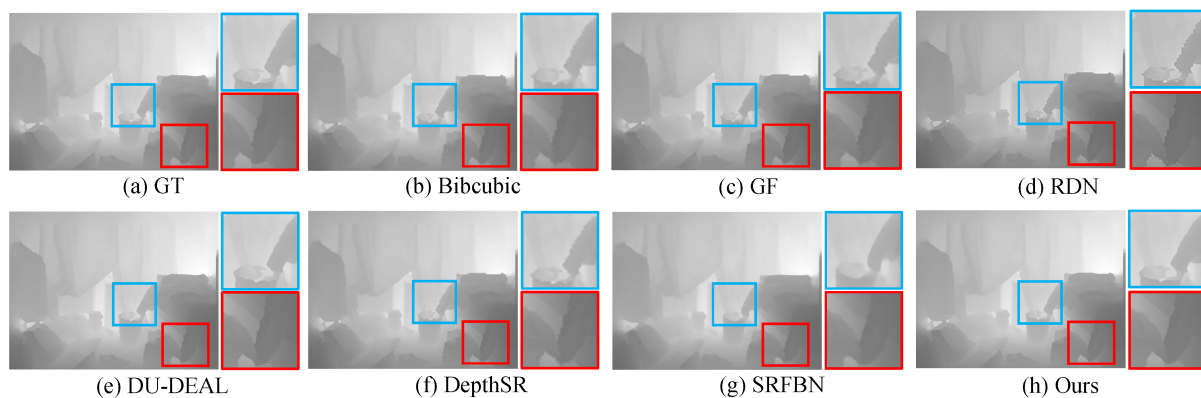 (a) GT
(b) Bibcubic
(c) GF
(d) RDN
(e) DU-DEAL
(f) DepthSR
(g) SRFBN
(h) Ours